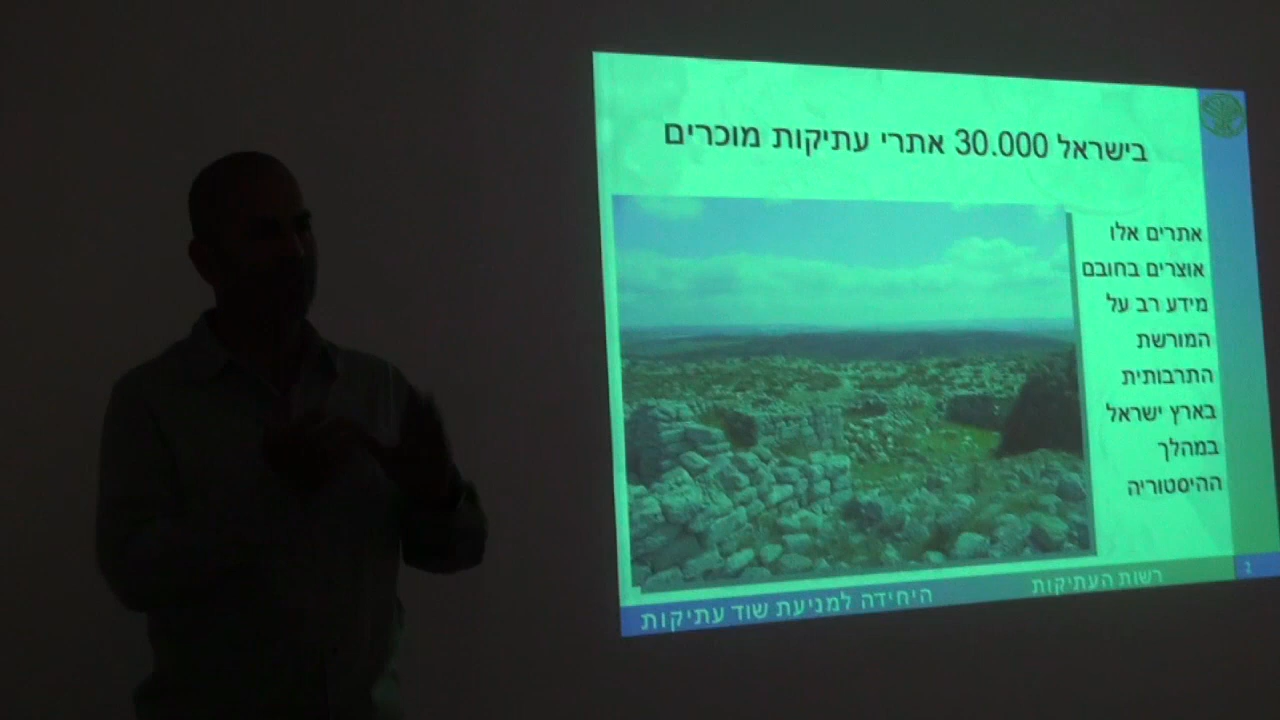 בישראל 30.000 אתרי עתיקות מוכרים
אתרים אלו
אוצרים בחובם
מידע רב על
המורשת
התרבותית
בארץ ישראל
במהלך
ההיסטוריה
רשות העתיקות
היחידה למניעת שוד עתיקות
2